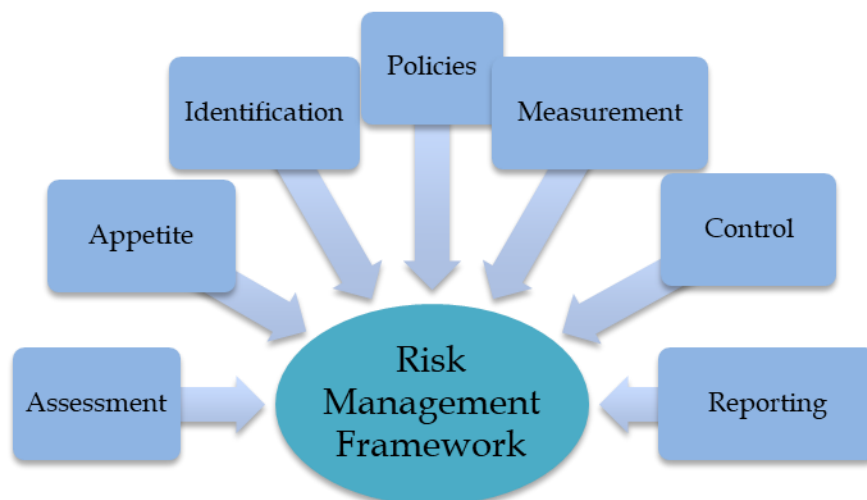 Policies
Identification
Measurement
Appetite
Control
Assessment
Risk
Management
Framework
Reporting